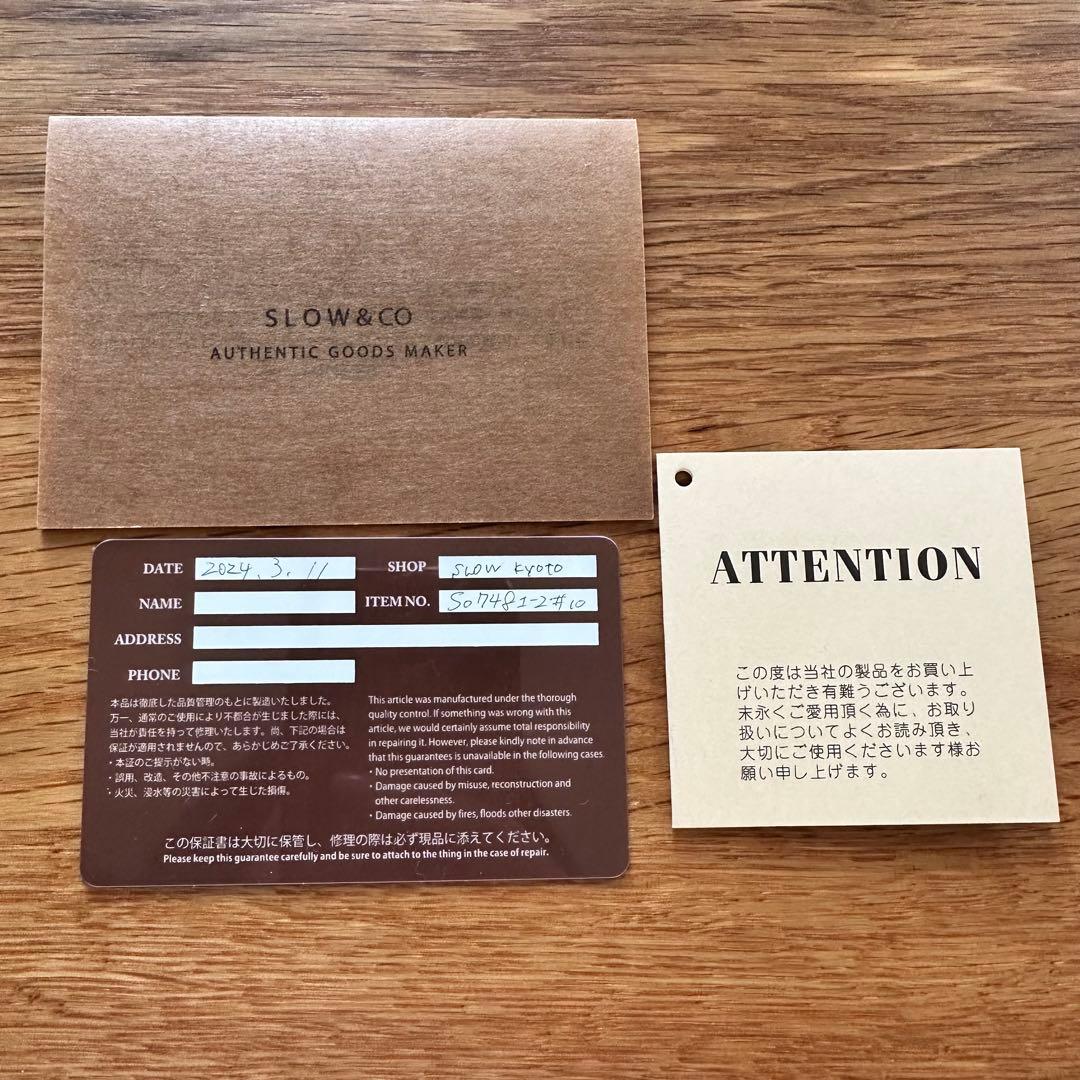 SLOW&CO
AUTHENTIC GOODS MAKER
DATE 2024.3.11 SHOP SLOW Kyoto
NAME ITEM NO. So7481-2#10
ADDRESS
PHONE
本品は徹底した品質管理のもとに製造いたしました。
万一、通常のご使用により不都合が生じました際には、
当社が責任を持って修理いたします。尚、下記の場合は
保証が適用されませんので、あらかじめご了承ください。
・本証のご提示がない時。
・誤用、改造、その他不注意の事故によるもの。
・火災、浸水等の災害によって生じた損傷。
This article was manufactured under the thorough
quality control. If something was wrong with this
article, we would certainly assume total responsibility
in repairing it. However, please kindly note in advance
that this guarantees is unavailable in the following cases.
・No presentation of this card.
・Damage caused by misuse, reconstruction and
other carelessness.
・Damage caused by fires, floods other disasters.
この保証書は大切に保管し、修理の際は必ず現品に添えてください。
Please keep this guarantee carefully and be sure to attach to the thing in the case of repair.
ATTENTION
この度は当社の製品をお買い上
げいただき有難うございます。
末永くご愛用頂く為に、お取り
扱いについてよくお読み頂き、
大切にご使用くださいます様お
願い申し上げます。